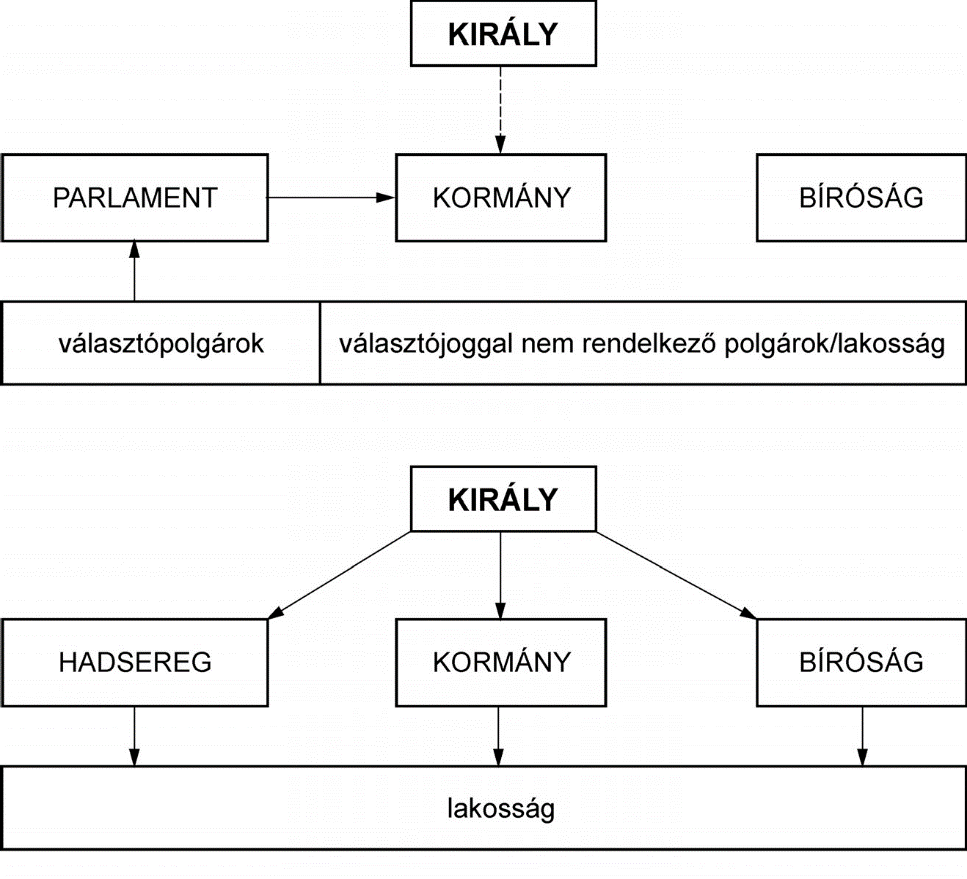 KIRÁLY
PARLAMENT
KORMÁNY
BÍRÓSÁG
választópolgárok
választójoggal nem rendelkező polgárok/lakosság
KIRÁLY
HADSEREG
KORMÁNY
BÍRÓSÁG
lakosság